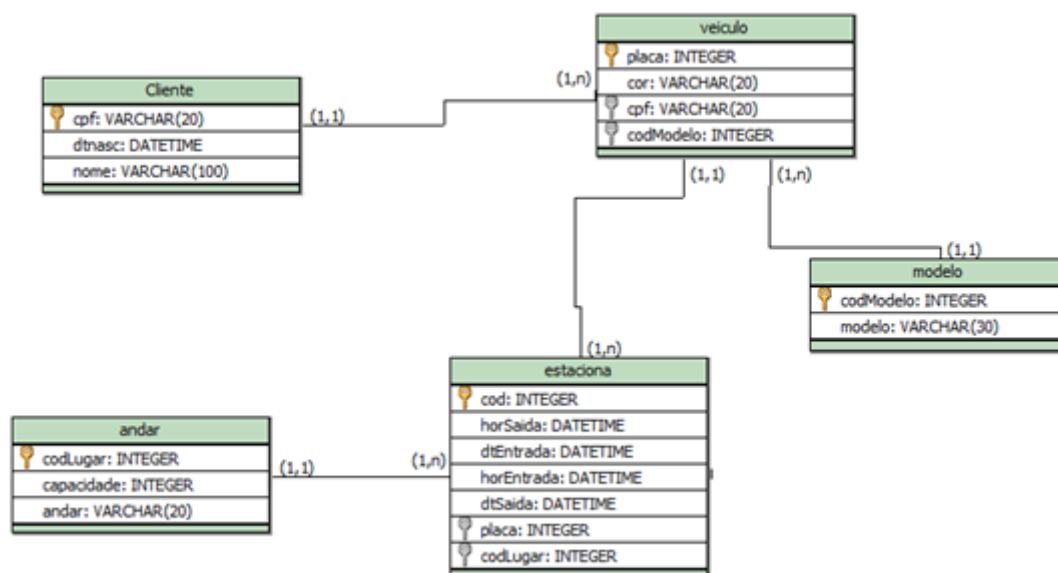 veiculo
placa: INTEGER
cor: VARCHAR(20)
cpf: VARCHAR(20)
codModelo: INTEGER
(1,n)
Cliente
cpf: VARCHAR(20)
dtnasc: DATETIME
nome: VARCHAR(100)
(1,1)
(1,1)
(1,n)
(1,1)
modelo
codModelo: INTEGER
modelo: VARCHAR(30)
(1,n)
estaciona
cod: INTEGER
horSaida: DATETIME
dtEntrada: DATETIME
horEntrada: DATETIME
dtSaida: DATETIME
placa: INTEGER
codLugar: INTEGER
andar
codLugar: INTEGER
capacidade: INTEGER
andar: VARCHAR(20)
(1,1)
(1,n)